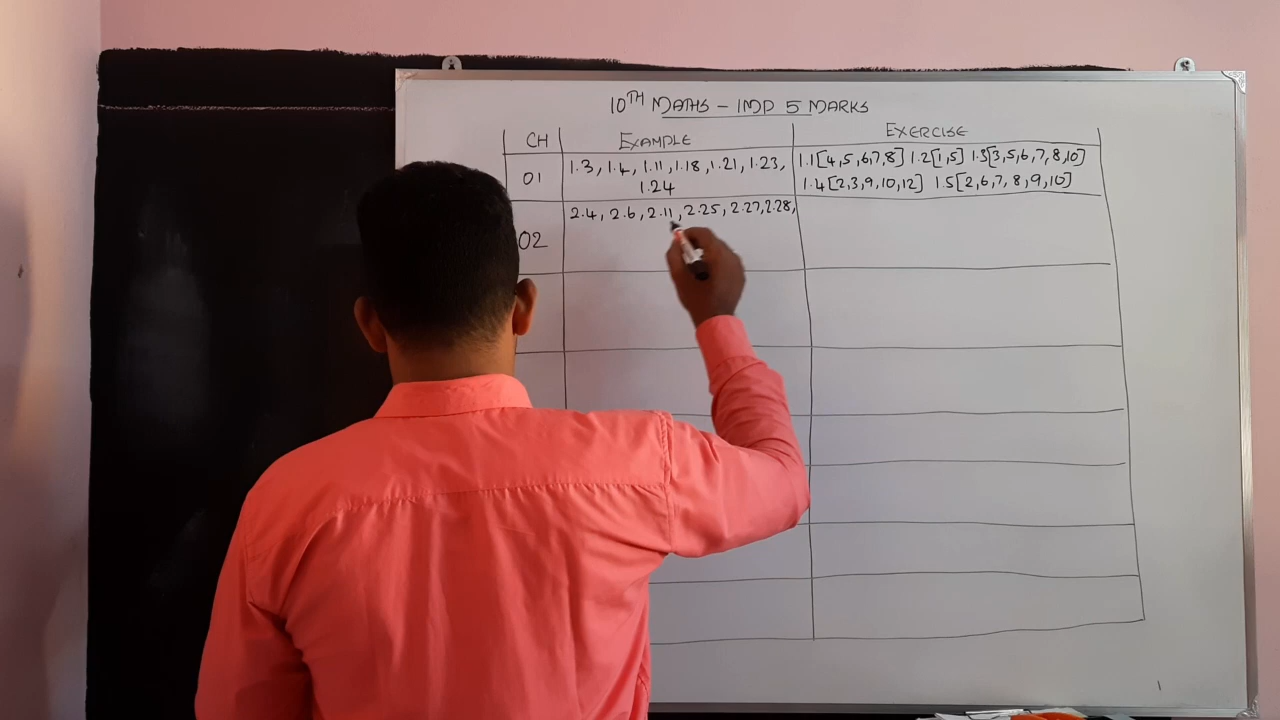 10TH MATHS - IMP 5 MARKS
CH EXAMPLE EXERCISE
01 1.3, 1.4, 1.11, 1.18, 1.21, 1.23, 1.1[4,5,6,7,8] 1.2[1,5] 1.3[3,5,6,7,8,10]
1.24 1.4[2,3,9,10,12] 1.5[2,6,7,8,9,10]
02 2.4, 2.6, 2.11, 2.25, 2.27, 2.28,